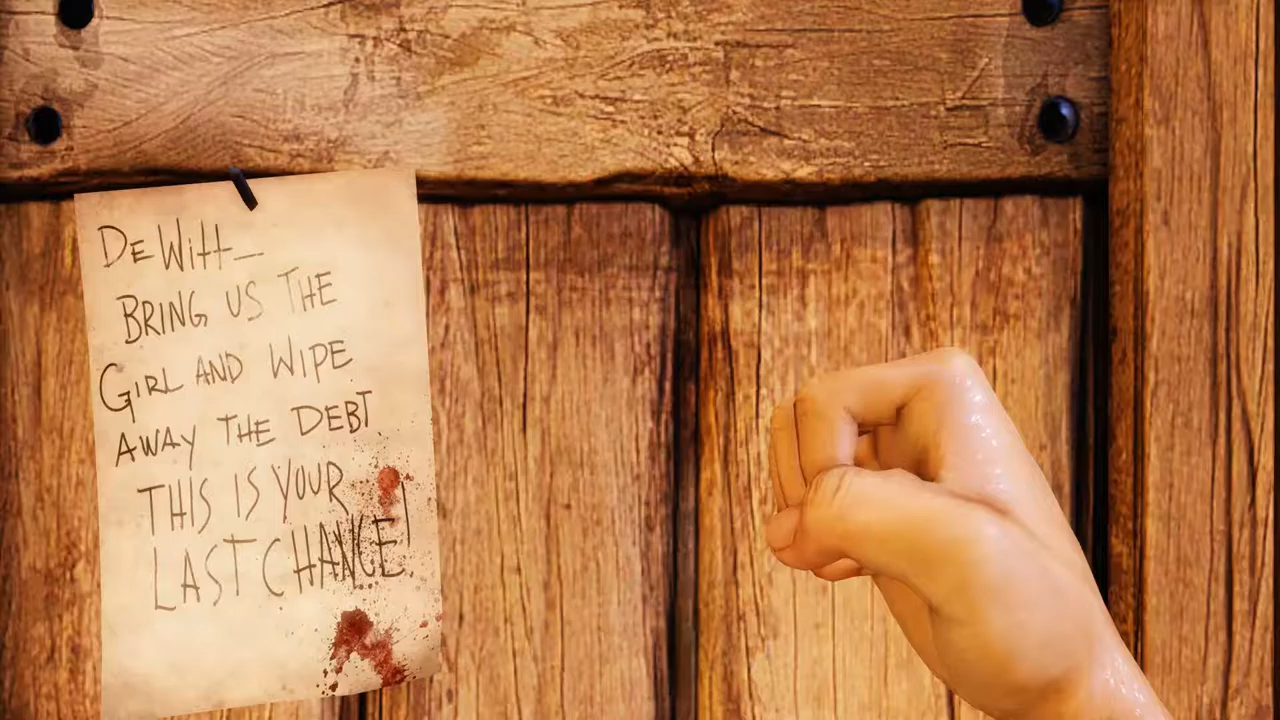 DeWitt_
BRING US THE
GIRL AND WIPE
AWAY THE DEBT
THIS IS YOUR
LAST CHANCE!